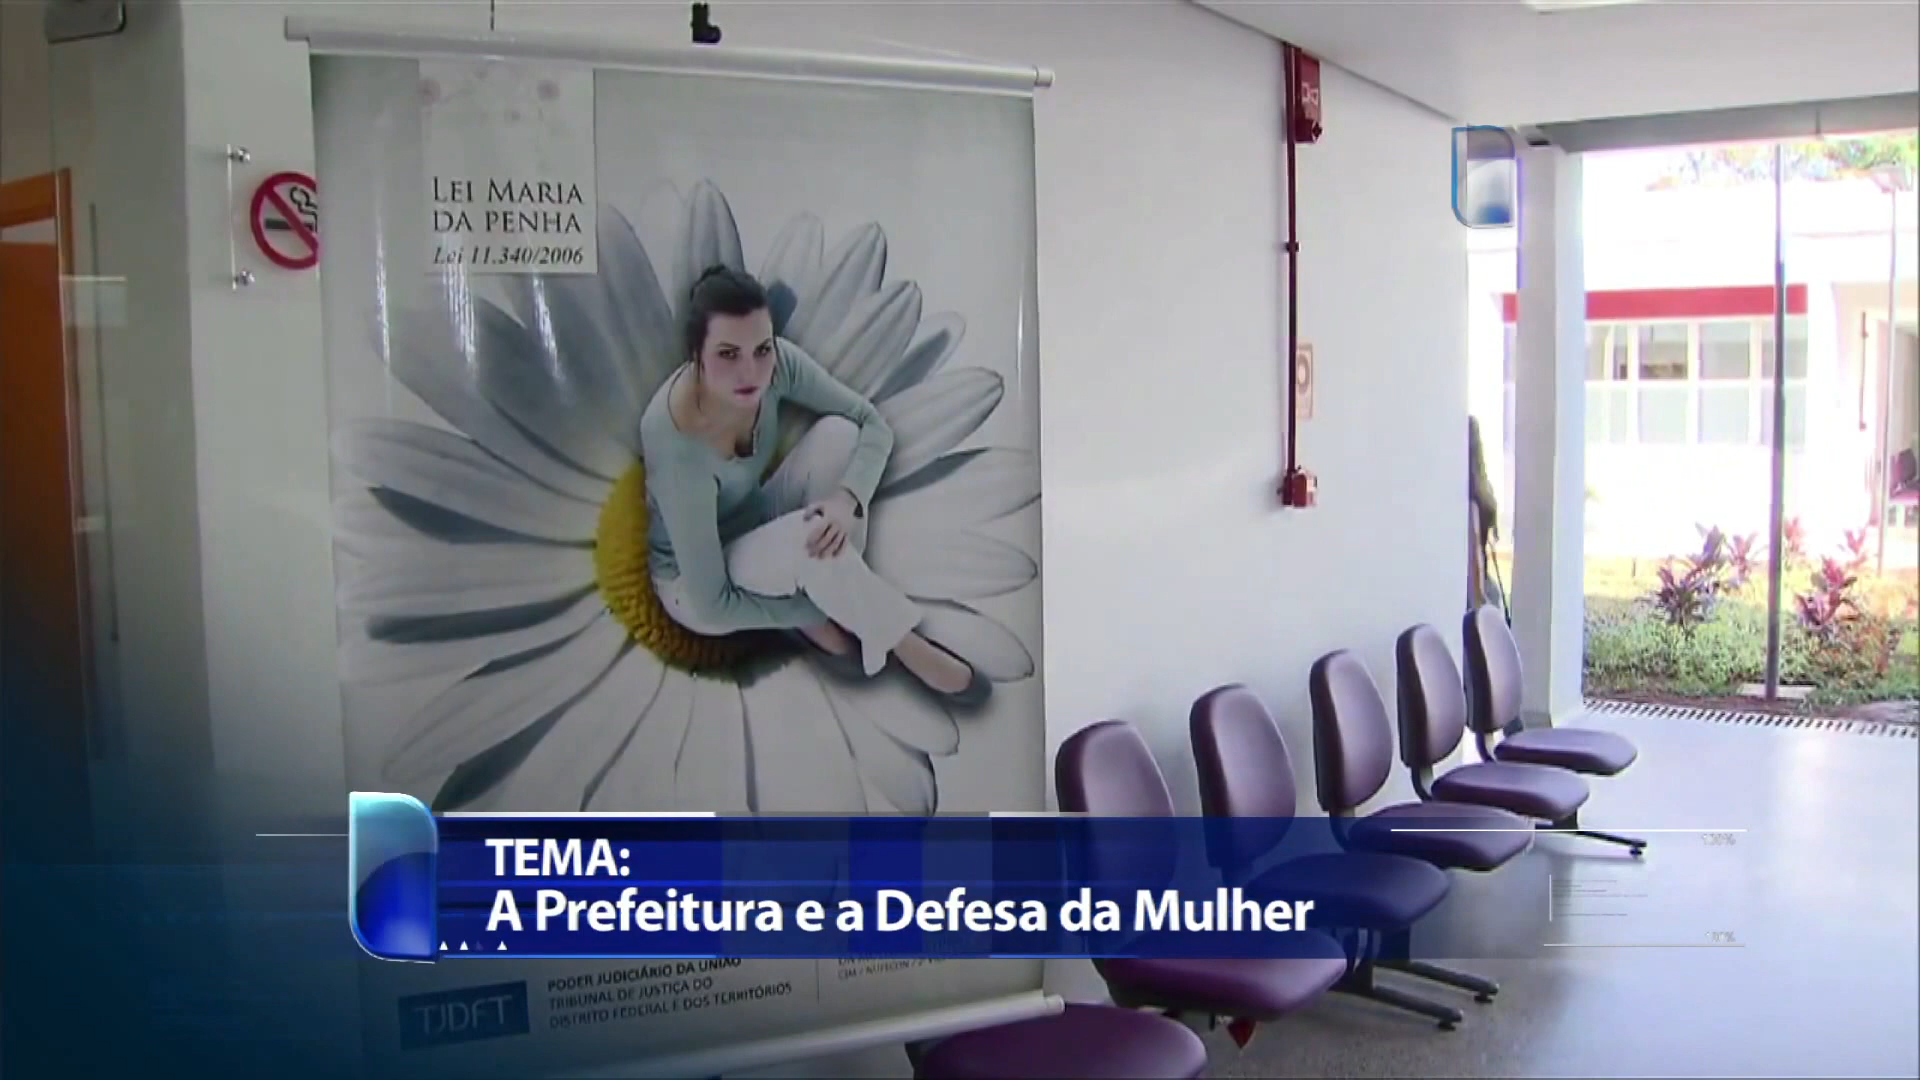 LEI MARIA
DA PENHA
Lei 11.340/2006
TEMA:
A Prefeitura e a Defesa da Mulher
TJDFT
PODER JUDICIÁRIO DA UNIÃO
TRIBUNAL DE JUSTIÇA DO
DISTRITO FEDERAL E DOS TERRITÓRIOS